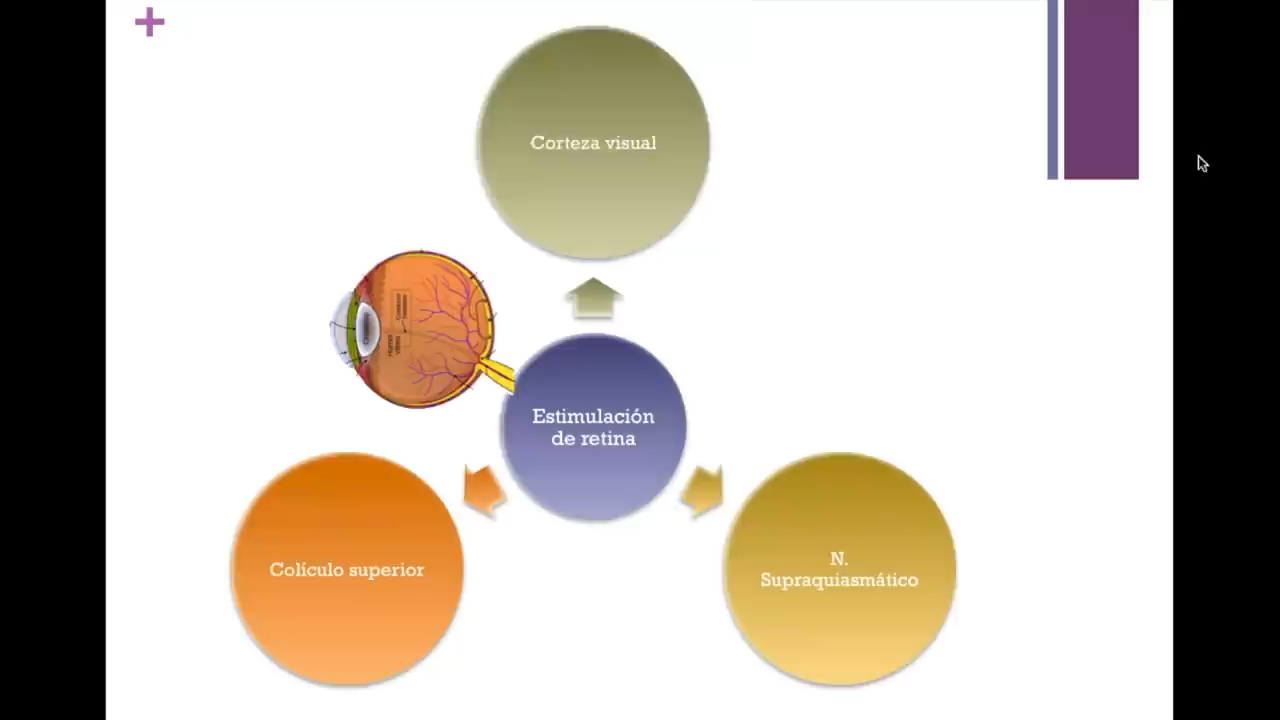 +
Corteza visual
Estimulación
de retina
Colículo superior
N.
Supraquiasmático